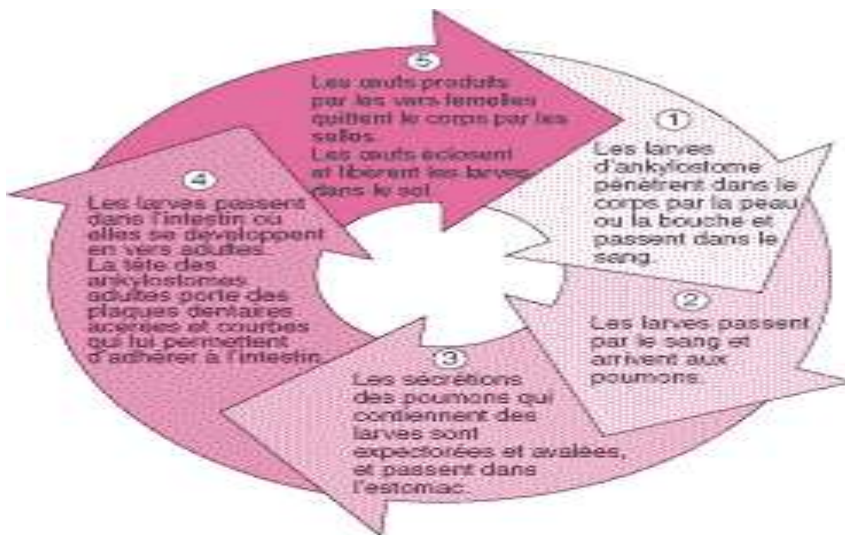 1
Les larves
d'ankylostome
pénètrent dans le
corps par la peau
ou la bouche et
passent dans le
sang.
2
Les larves passent
par le sang et
arrivent aux
poumons.
3
Les sécrétions
des poumons qui
contiennent des
larves sont
expectorées et avalées,
et passent dans
l'estomac.
4
Les larves passent
dans l'intestin où
elles se développent
en vers adultes.
La tête des
ankylostomes
adultes porte des
plaques dentaires
acérées et courbes
qui lui permettent
d'adhérer à l'intestin.
5
Les œufs produits
par les vers femelles
quittent le corps par les
selles.
Les œufs éclosent
et libèrent les larves
dans le sol.